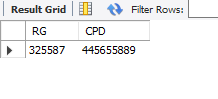 Result Grid Filter Rows:
RG CPD
325587 445655889